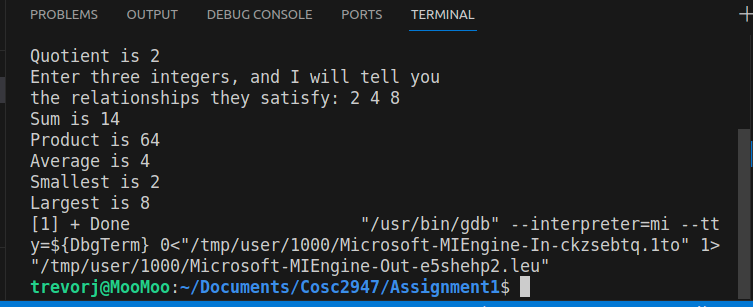 PROBLEMS OUTPUT DEBUG CONSOLE PORTS TERMINAL
Quotient is 2
Enter three integers, and I will tell you
the relationships they satisfy: 2 4 8
Sum is 14
Product is 64
Average is 4
Smallest is 2
Largest is 8
[1] + Done                       "/usr/bin/gdb" --interpreter=mi --tt
y=${DbgTerm} 0<"/tmp/user/1000/Microsoft-MIEngine-In-ckzsebtq.1to" 1>
"/tmp/user/1000/Microsoft-MIEngine-Out-e5shehp2.leu"
trevorj@MooMoo:~/Documents/Cosc2947/Assignment1$